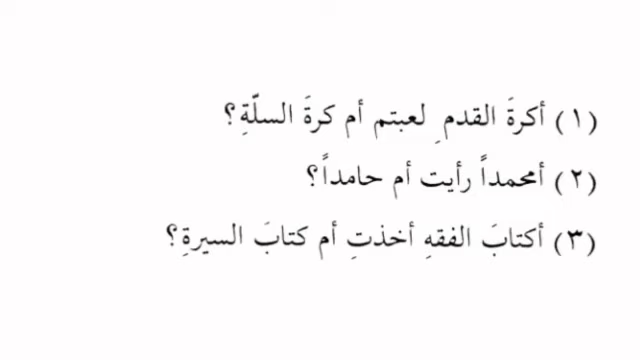 (١) أكرةَ القدمِ لعبتم أم كرةَ السلّةِ؟
(٢) أمحمداً رأيت أم حامداً؟
(٣) أكتابَ الفقهِ أخذتِ أم كتابَ السيرةِ؟